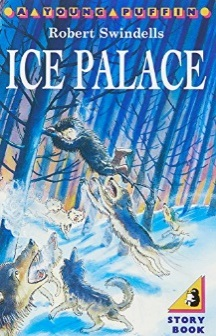 A YOUNG PUFFIN
Robert Swindells
ICE PALACE
STORY
BOOK